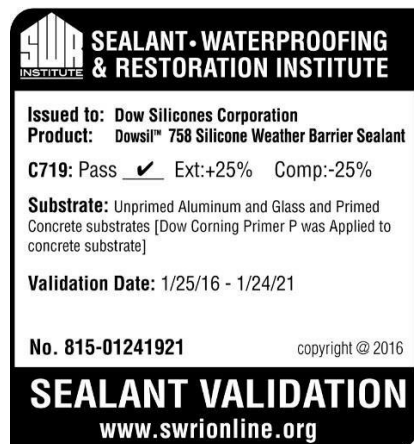 SWR
INSTITUTE
SEALANT • WATERPROOFING
& RESTORATION INSTITUTE
Issued to: Dow Silicones Corporation
Product: Dowsil™ 758 Silicone Weather Barrier Sealant
C719: Pass ✔ Ext:+25% Comp:-25%
Substrate: Unprimed Aluminum and Glass and Primed
Concrete substrates [Dow Corning Primer P was Applied to
concrete substrate]
Validation Date: 1/25/16 - 1/24/21
No. 815-01241921
copyright @ 2016
SEALANT VALIDATION
www.swrionline.org